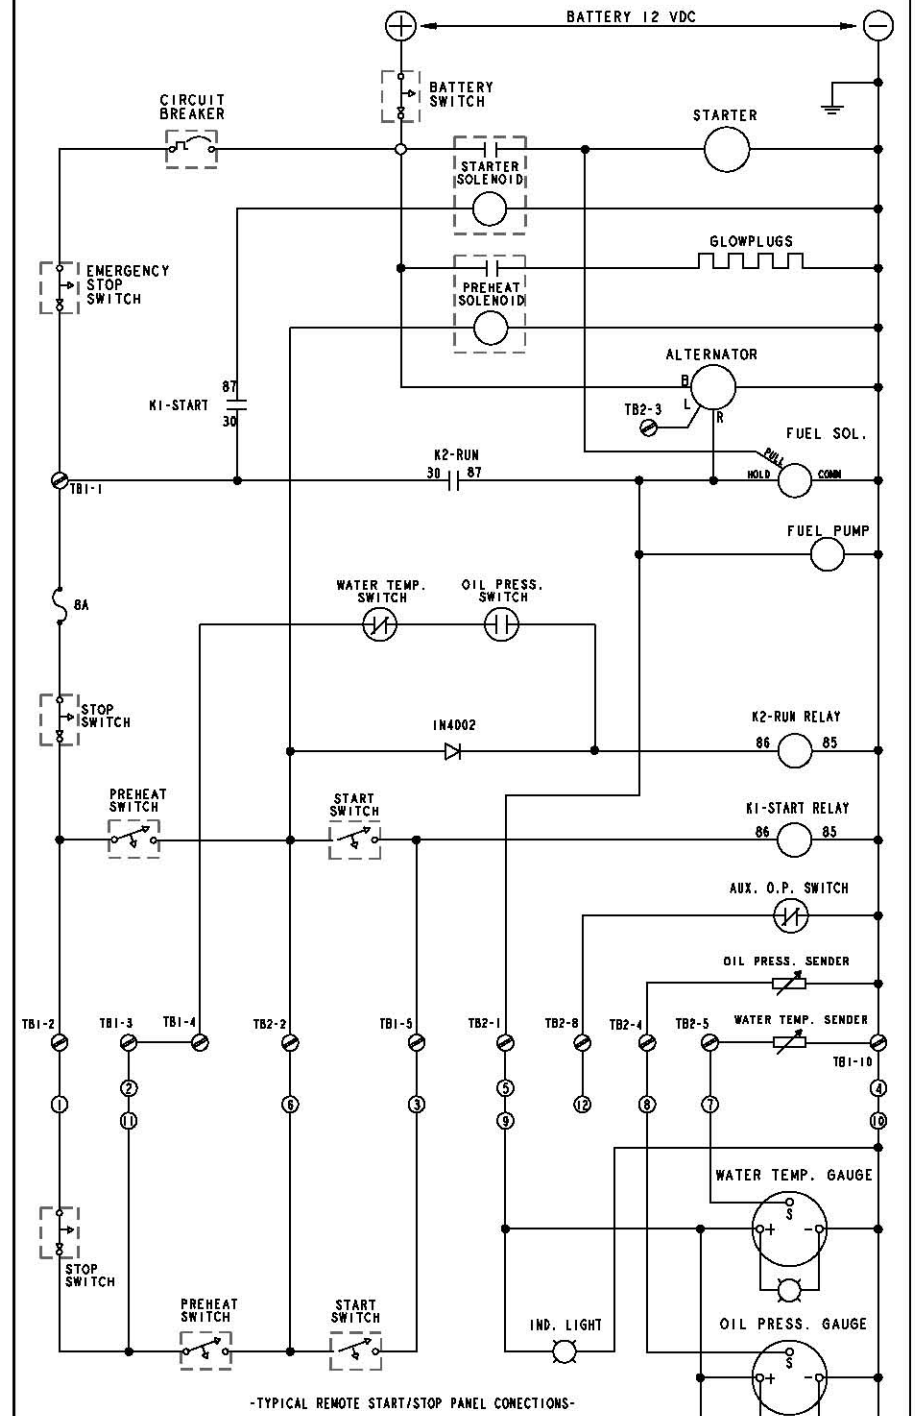 BATTERY 12 VDC
BATTERY
SWITCH
CIRCUIT
BREAKER
STARTER
STARTER
SOLENOID
GLOWPLUGS
EMERGENCY
STOP
SWITCH
PREHEAT
SOLENOID
ALTERNATOR
B
L
R
87
K1-START
30
TB2-3
FUEL SOL.
PULL
K2-RUN
30 87
HOLD
COMM
TB1-1
FUEL PUMP
WATER TEMP.
SWITCH
OIL PRESS.
SWITCH
8A
STOP
SWITCH
1N4002
K2-RUN RELAY
86 85
PREHEAT
SWITCH
START
SWITCH
K1-START RELAY
86 85
AUX. O.P. SWITCH
OIL PRESS. SENDER
TB1-2
TB1-3
TB1-4
TB2-2
TB1-5
TB2-1
TB2-8
TB2-4
TB2-5
WATER TEMP. SENDER
TB1-10
2
5
4
1
6
3
12
8
7
11
9
10
WATER TEMP. GAUGE
S
+ -
STOP
SWITCH
PREHEAT
SWITCH
START
SWITCH
IND. LIGHT
OIL PRESS. GAUGE
S
+ -
-TYPICAL REMOTE START/STOP PANEL CONECTIONS-